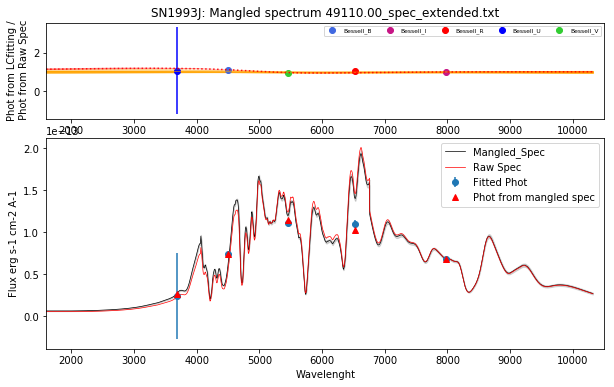 SN1993J: Mangled spectrum 49110.00_spec_extended.txt
Phot from LCfitting /
Phot from Raw Spec
2
0
Bessell_B
Bessell_I
Bessell_R
Bessell_U
Bessell_V
2000 3000 4000 5000 6000 7000 8000 9000 10000
1e−13
Flux erg s-1 cm-2 A-1
2.0
1.5
1.0
0.5
0.0
Mangled_Spec
Raw Spec
Fitted Phot
Phot from mangled spec
2000 3000 4000 5000 6000 7000 8000 9000 10000
Wavelenght